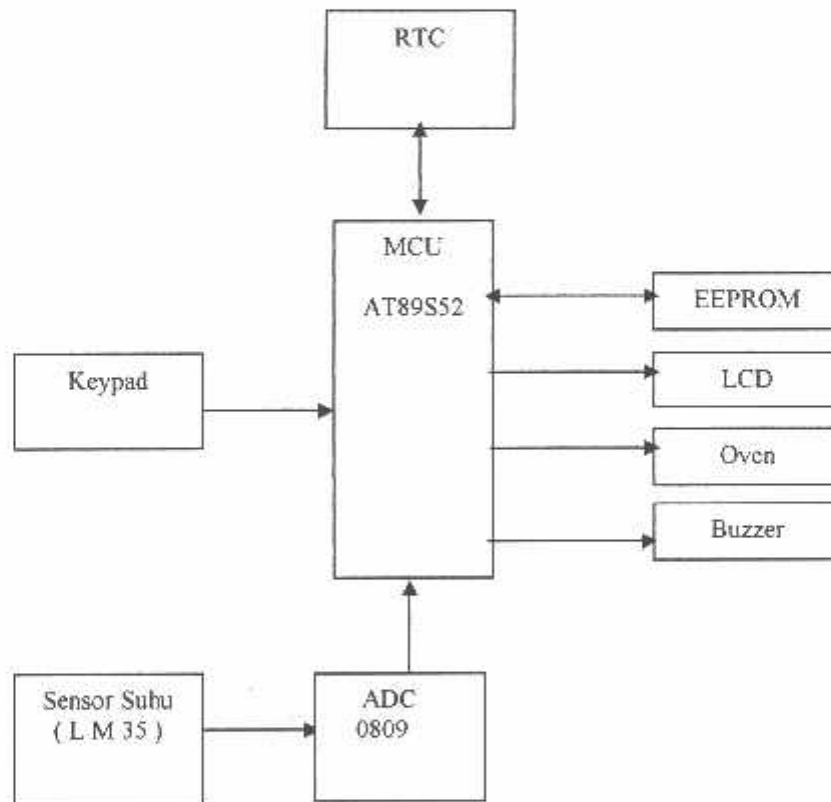 RTC
MCU
AT89S52
EEPROM
Keypad
LCD
Oven
Buzzer
Sensor Suhu
( L M 35 )
ADC
0809